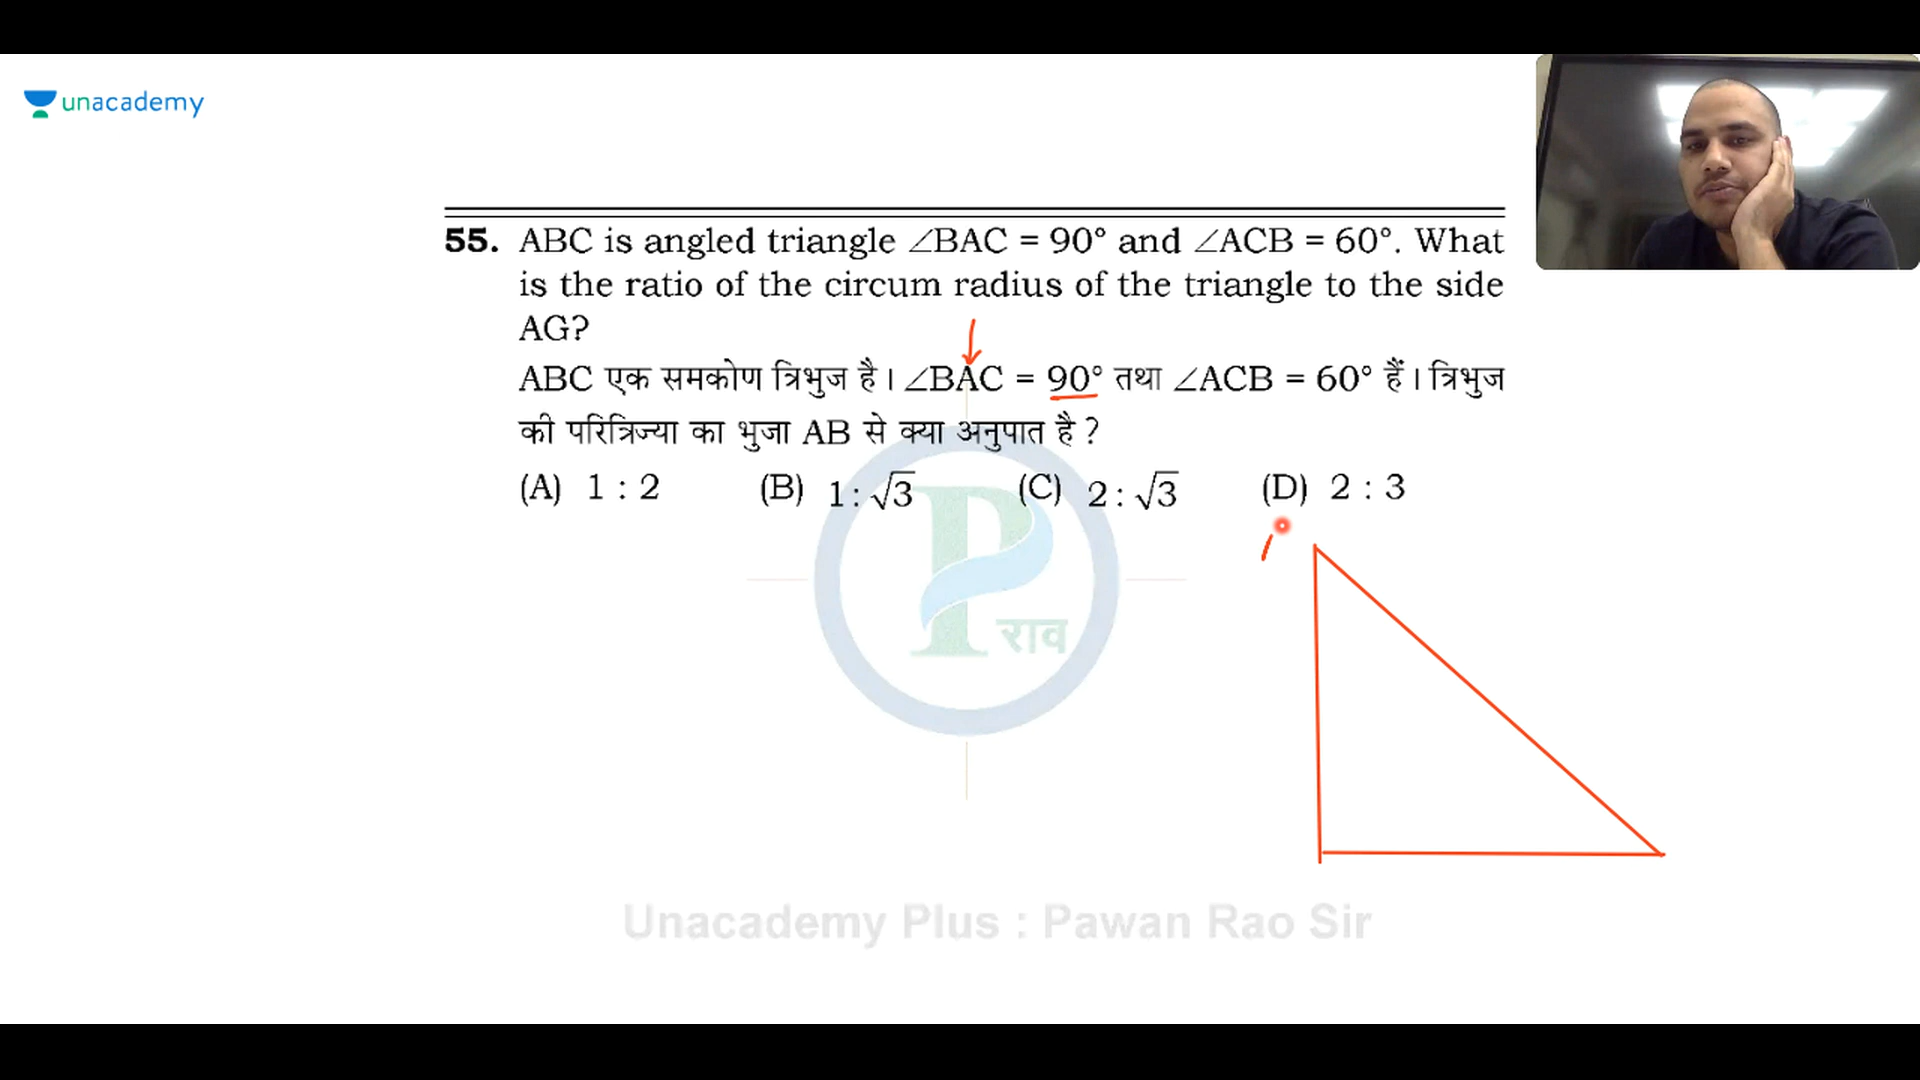 unacademy
55. ABC is angled triangle ∠BAC = 90° and ∠ACB = 60°. What
is the ratio of the circum radius of the triangle to the side
AG?
ABC एक समकोण त्रिभुज है। ∠BAC = 90° तथा ∠ACB = 60° हैं। त्रिभुज
की परित्रिज्या का भुजा AB से क्या अनुपात है ?
(A) 1 : 2 (B) 1 : √3 (C) 2 : √3 (D) 2 : 3
P राव
Unacademy Plus : Pawan Rao Sir